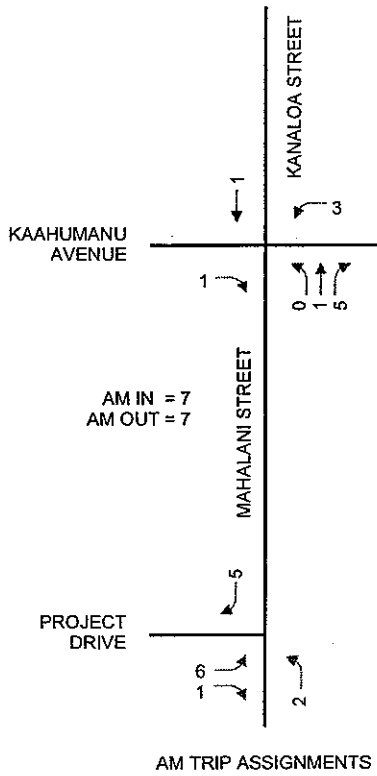 KANALOA STREET
1
3
KAAHUMANU
AVENUE
1
0
1
5
MAHALANI STREET
AM IN = 7
AM OUT = 7
5
PROJECT
DRIVE
6
1
2
AM TRIP ASSIGNMENTS